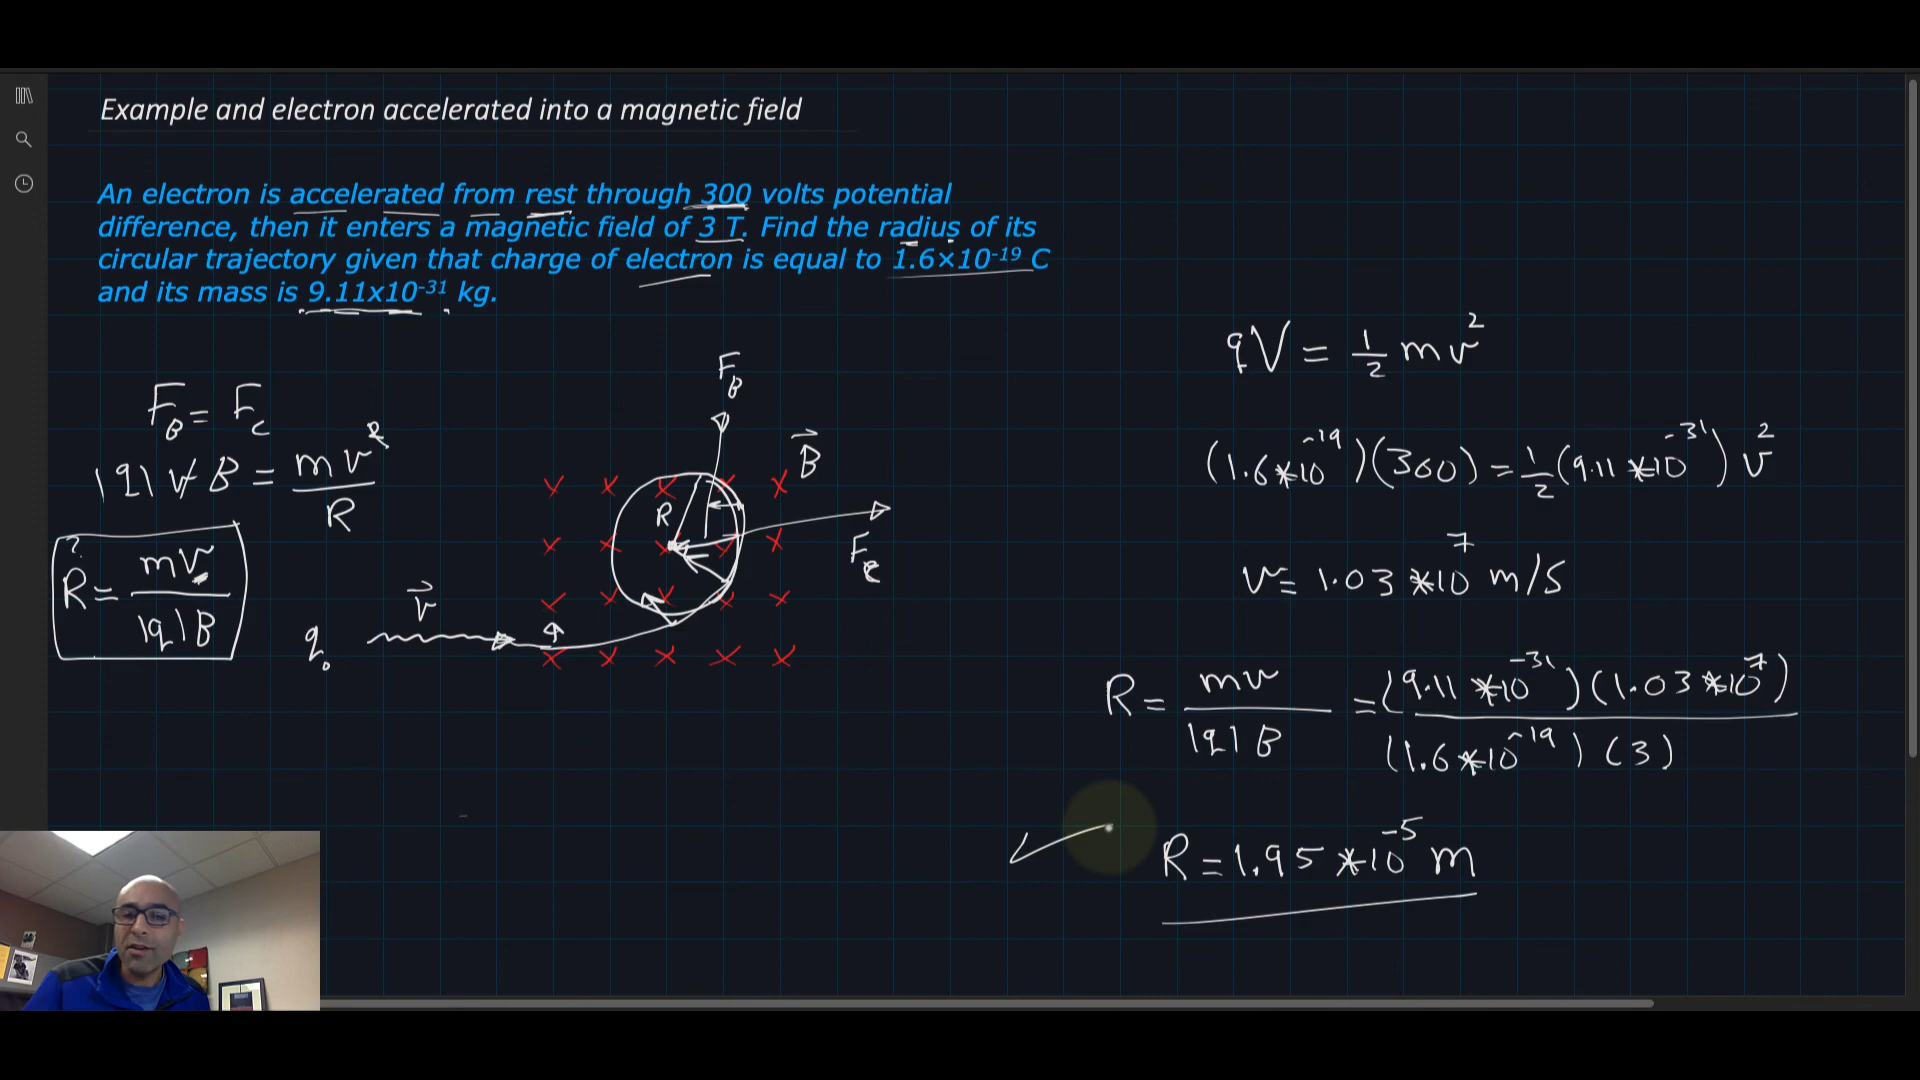 Example and electron accelerated into a magnetic field
An electron is accelerated from rest through 300 volts potential
difference, then it enters a magnetic field of 3 T. Find the radius of its
circular trajectory given that charge of electron is equal to 1.6×10⁻¹⁹ C
and its mass is 9.11x10⁻³¹ kg.
F_B = F_C
|q| v B = mv²/R
R = mv/|q|B
?
q
v⃗
F_B
B⃗
R
F_C
qV = 1/2 mv²
(1.6*10⁻¹⁹)(300) = 1/2 (9.11*10⁻³¹) v²
v = 1.03*10⁷ m/s
R = mv/|q|B = (9.11*10⁻³¹)(1.03*10⁷)/(1.6*10⁻¹⁹)(3)
R = 1.95*10⁻⁵ m